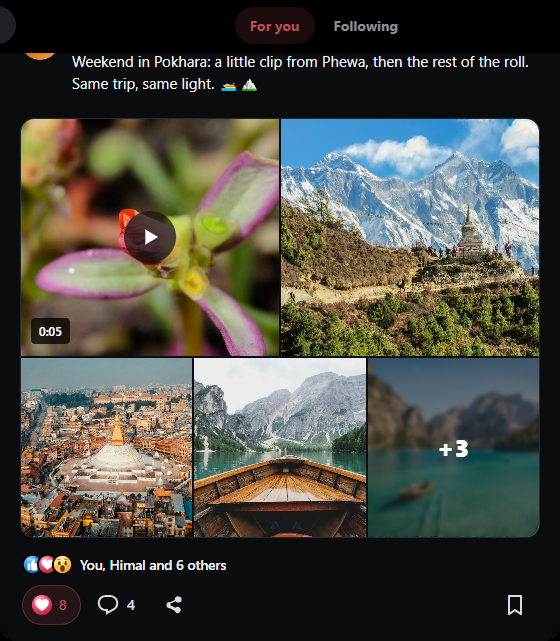 For you
Following
Weekend in Pokhara: a little clip from Phewa, then the rest of the roll.
Same trip, same light. 🚤 🏔️
0:05
+3
You, Himal and 6 others
8
4